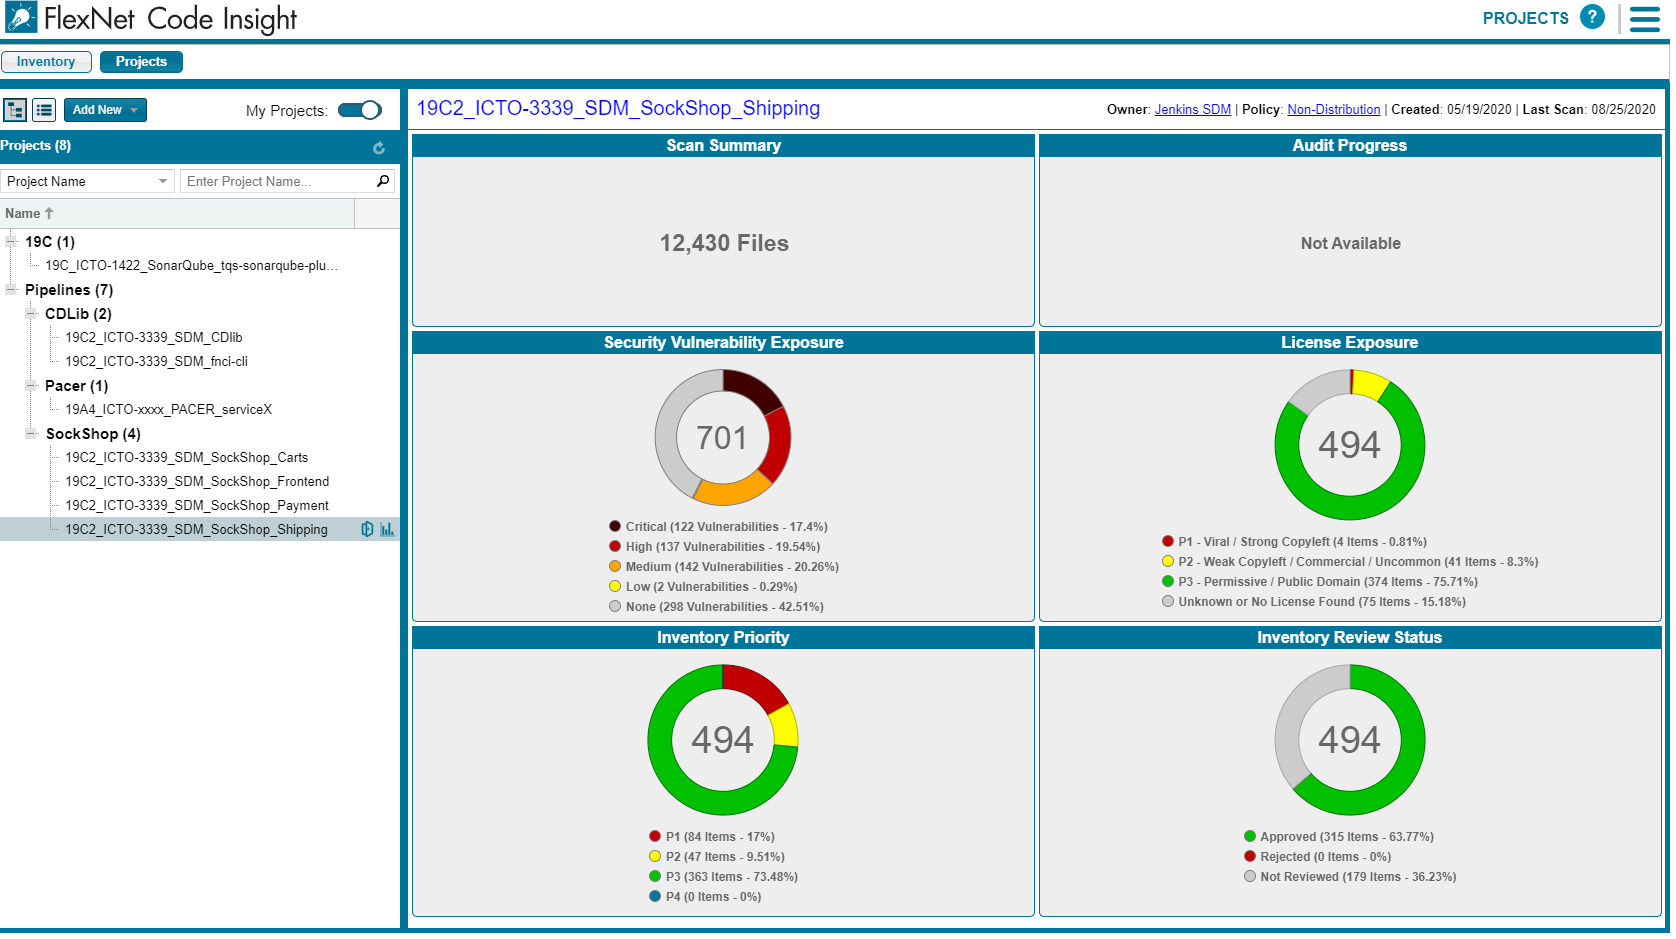 FlexNet Code Insight
PROJECTS ?
Inventory Projects
Add New My Projects:
Projects (8)
Project Name Enter Project Name...
Name
19C (1)
19C_ICTO-1422_SonarQube_tqs-sonarqube-plu...
Pipelines (7)
CDLib (2)
19C2_ICTO-3339_SDM_CDlib
19C2_ICTO-3339_SDM_fnci-cli
Pacer (1)
19A4_ICTO-xxxx_PACER_serviceX
SockShop (4)
19C2_ICTO-3339_SDM_SockShop_Carts
19C2_ICTO-3339_SDM_SockShop_Frontend
19C2_ICTO-3339_SDM_SockShop_Payment
19C2_ICTO-3339_SDM_SockShop_Shipping
19C2_ICTO-3339_SDM_SockShop_Shipping
Owner: Jenkins SDM | Policy: Non-Distribution | Created: 05/19/2020 | Last Scan: 08/25/2020
Scan Summary
12,430 Files
Audit Progress
Not Available
Security Vulnerability Exposure
701
Critical (122 Vulnerabilities - 17.4%)
High (137 Vulnerabilities - 19.54%)
Medium (142 Vulnerabilities - 20.26%)
Low (2 Vulnerabilities - 0.29%)
None (298 Vulnerabilities - 42.51%)
License Exposure
494
P1 - Viral / Strong Copyleft (4 Items - 0.81%)
P2 - Weak Copyleft / Commercial / Uncommon (41 Items - 8.3%)
P3 - Permissive / Public Domain (374 Items - 75.71%)
Unknown or No License Found (75 Items - 15.18%)
Inventory Priority
494
P1 (84 Items - 17%)
P2 (47 Items - 9.51%)
P3 (363 Items - 73.48%)
P4 (0 Items - 0%)
Inventory Review Status
494
Approved (315 Items - 63.77%)
Rejected (0 Items - 0%)
Not Reviewed (179 Items - 36.23%)